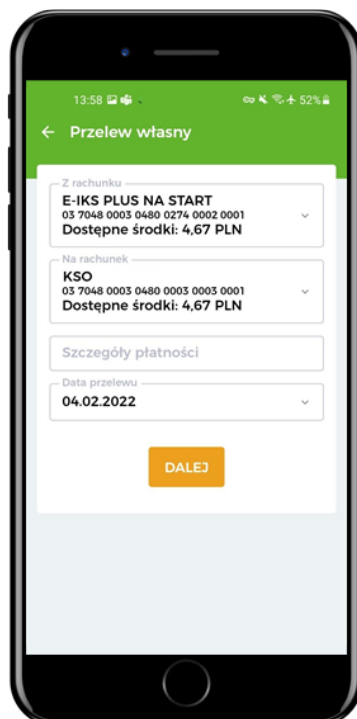 13:58
52%
Przelew własny
Z rachunku
E-IKS PLUS NA START
03 7048 0003 0480 0274 0002 0001
Dostępne środki: 4,67 PLN
Na rachunek
KSO
03 7048 0003 0480 0003 0003 0001
Dostępne środki: 4,67 PLN
Szczegóły płatności
Data przelewu
04.02.2022
DALEJ